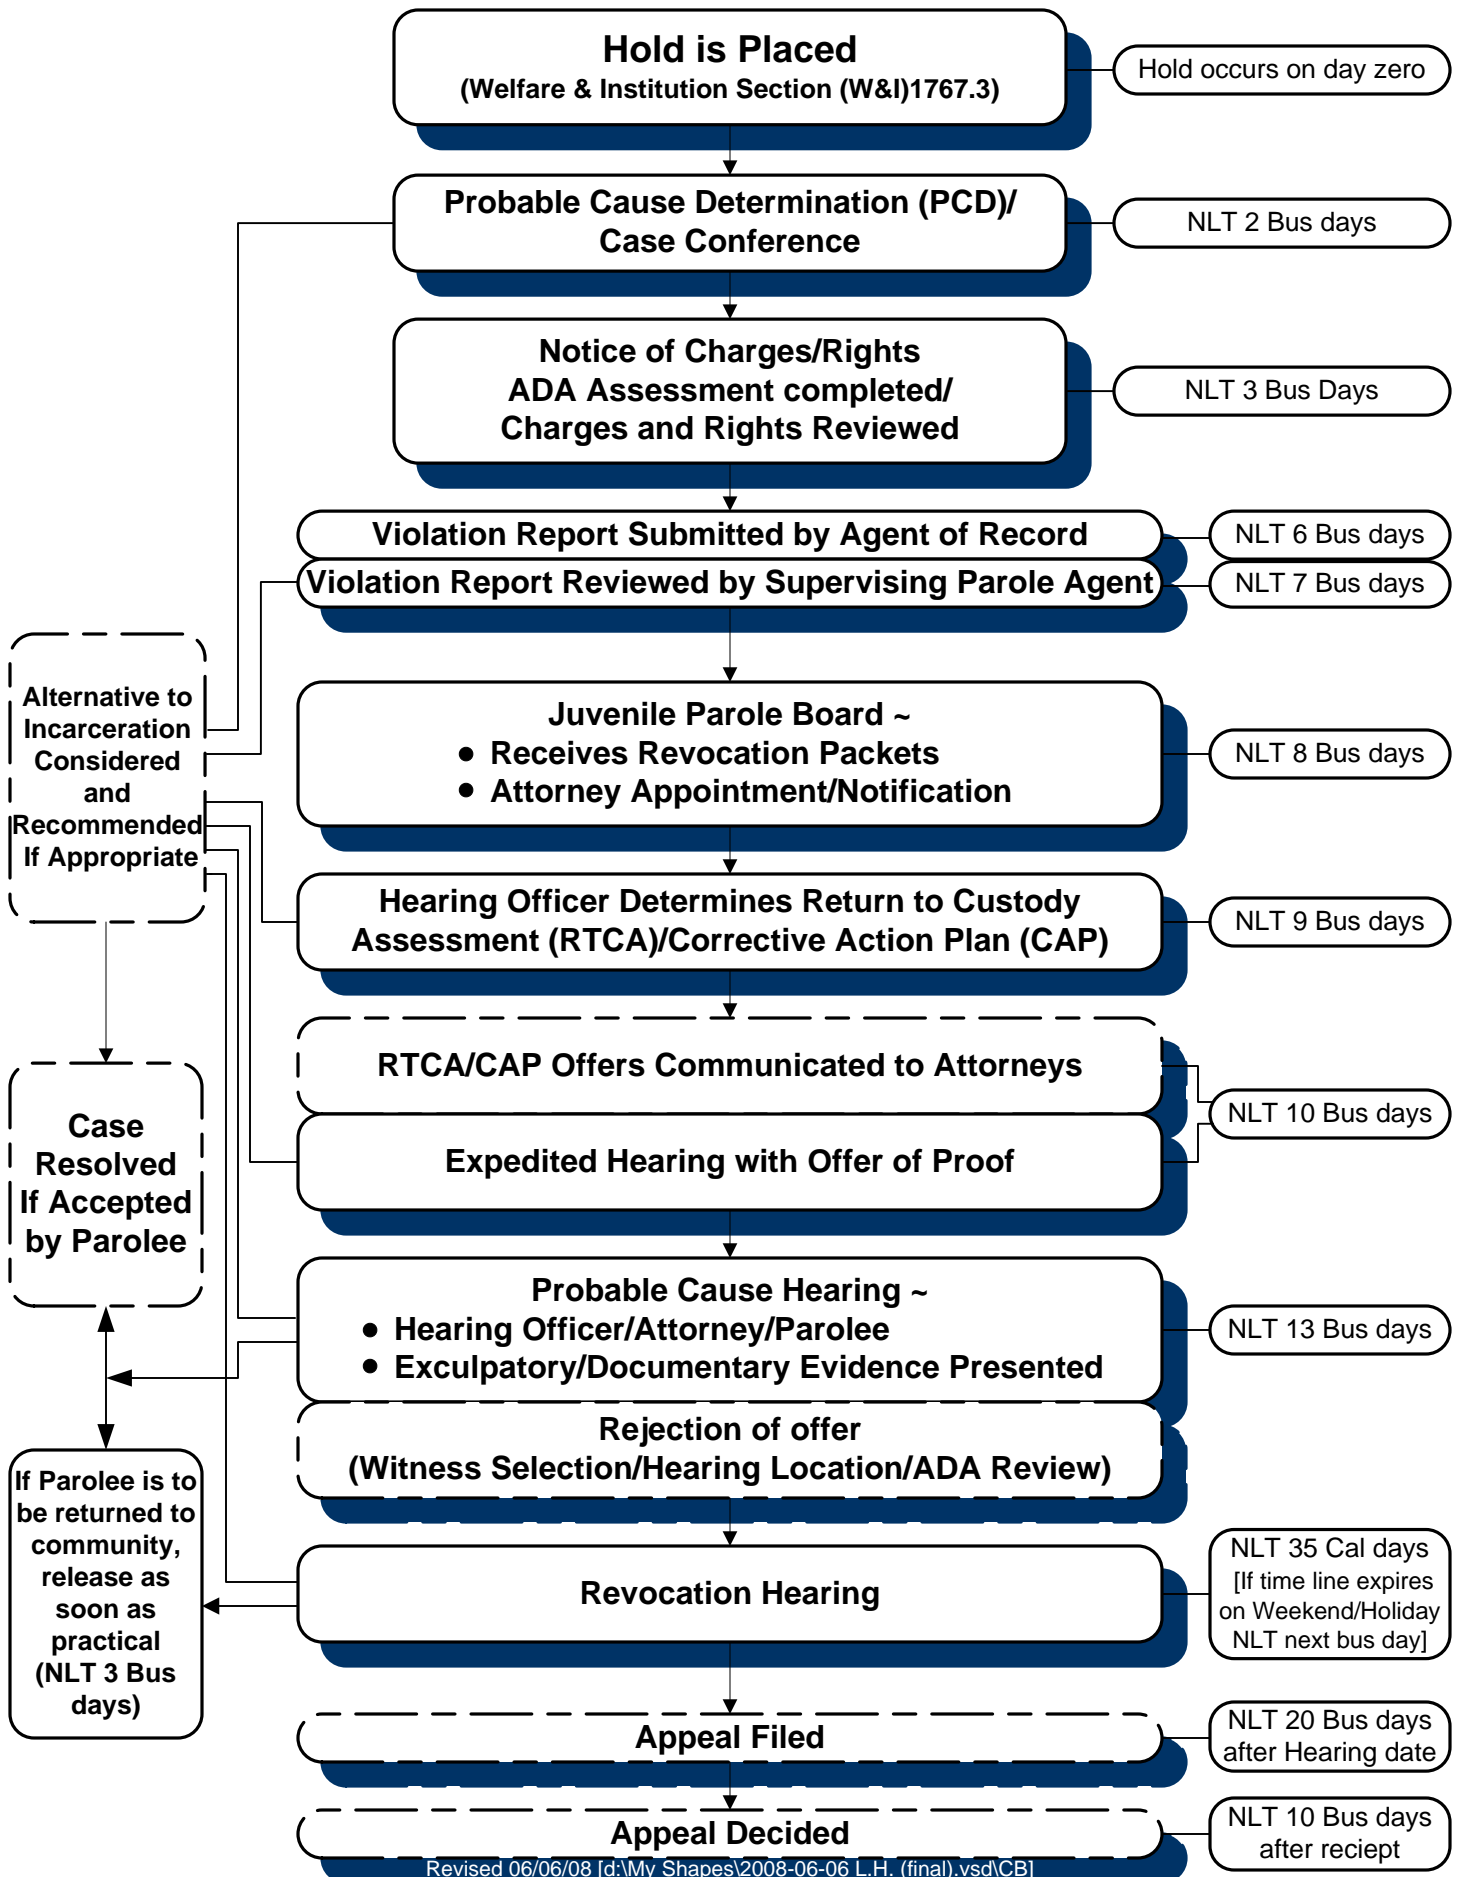 Hold is Placed
(Welfare & Institution Section (W&I)1767.3)
Hold occurs on day zero
Probable Cause Determination (PCD)/
Case Conference
NLT 2 Bus days
Notice of Charges/Rights
ADA Assessment completed/
Charges and Rights Reviewed
NLT 3 Bus Days
Violation Report Submitted by Agent of Record
NLT 6 Bus days
Violation Report Reviewed by Supervising Parole Agent
NLT 7 Bus days
Alternative to
Incarceration
Considered
and
Recommended
If Appropriate
Juvenile Parole Board ~
• Receives Revocation Packets
• Attorney Appointment/Notification
NLT 8 Bus days
Hearing Officer Determines Return to Custody
Assessment (RTCA)/Corrective Action Plan (CAP)
NLT 9 Bus days
RTCA/CAP Offers Communicated to Attorneys
Expedited Hearing with Offer of Proof
NLT 10 Bus days
Case
Resolved
If Accepted
by Parolee
Probable Cause Hearing ~
• Hearing Officer/Attorney/Parolee
• Exculpatory/Documentary Evidence Presented
NLT 13 Bus days
Rejection of offer
(Witness Selection/Hearing Location/ADA Review)
If Parolee is to
be returned to
community,
release as
soon as
practical
(NLT 3 Bus
days)
Revocation Hearing
NLT 35 Cal days
[If time line expires
on Weekend/Holiday
NLT next bus day]
Appeal Filed
NLT 20 Bus days
after Hearing date
Appeal Decided
NLT 10 Bus days
after reciept
Revised 06/06/08 [d:\My Shapes\2008-06-06 L.H. (final).vsd\CB]